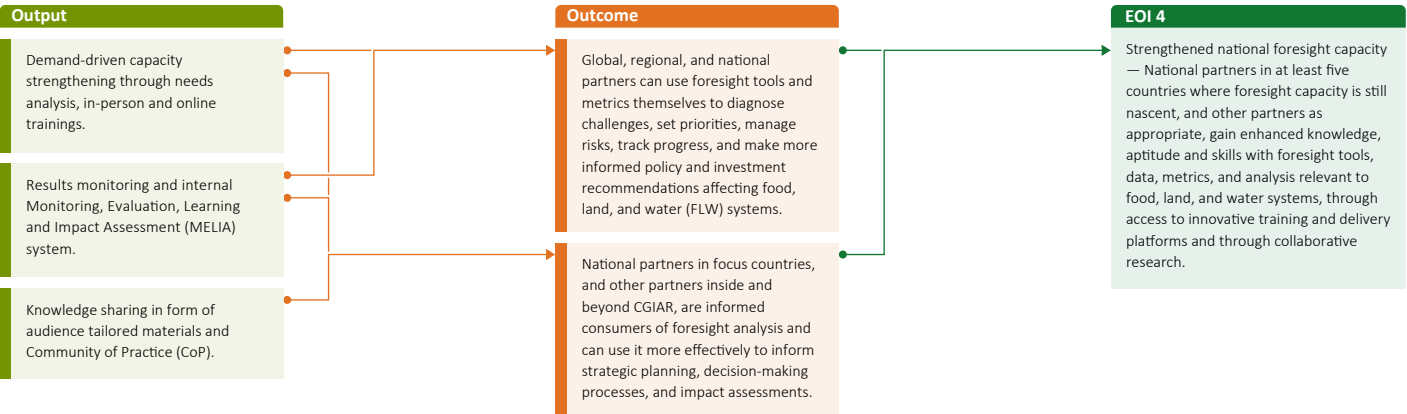 Output
Demand-driven capacity
strengthening through needs
analysis, in-person and online
trainings.
Results monitoring and internal
Monitoring, Evaluation, Learning
and Impact Assessment (MELIA)
system.
Knowledge sharing in form of
audience tailored materials and
Community of Practice (CoP).
Outcome
Global, regional, and national
partners can use foresight tools and
metrics themselves to diagnose
challenges, set priorities, manage
risks, track progress, and make more
informed policy and investment
recommendations affecting food,
land, and water (FLW) systems.
National partners in focus countries,
and other partners inside and
beyond CGIAR, are informed
consumers of foresight analysis and
can use it more effectively to inform
strategic planning, decision-making
processes, and impact assessments.
EOI 4
Strengthened national foresight capacity
— National partners in at least five
countries where foresight capacity is still
nascent, and other partners as
appropriate, gain enhanced knowledge,
aptitude and skills with foresight tools,
data, metrics, and analysis relevant to
food, land, and water systems, through
access to innovative training and delivery
platforms and through collaborative
research.